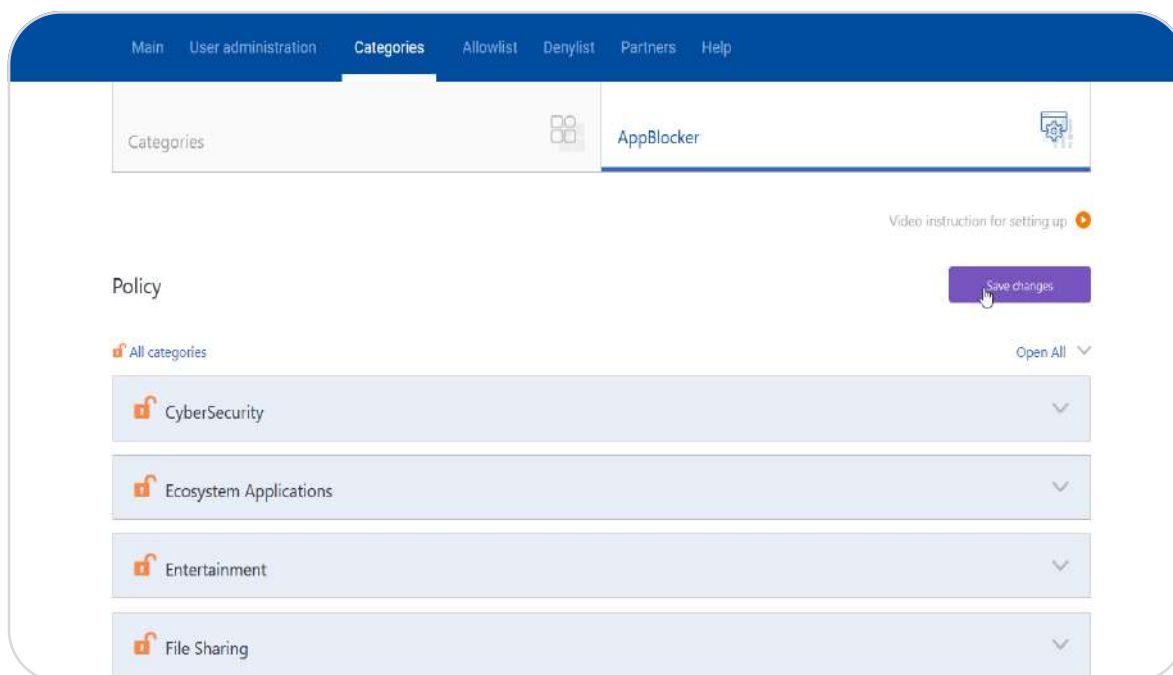 Main User administration Categories Allowlist Denylist Partners Help
Categories AppBlocker
Video instruction for setting up
Policy Save changes
All categories Open All
CyberSecurity
Ecosystem Applications
Entertainment
File Sharing